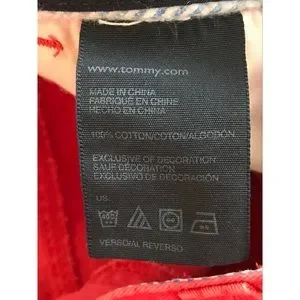 www.tommy.com
MADE IN CHINA
FABRIQUÉ EN CHINE
HECHO EN CHINA
100% COTTON/COTON/ALGODÓN
EXCLUSIVE OF DECORATION
SAUF DÉCORATION
EXCLUSIVO DE DECORACIÓN
US:
VERSO/AL REVERSO